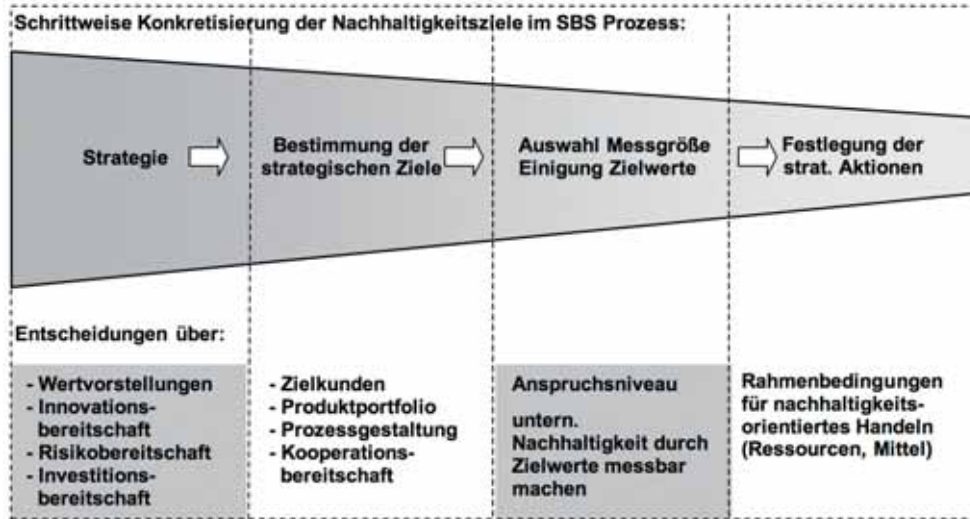 Schrittweise Konkretisierung der Nachhaltigkeitsziele im SBS Prozess:
Strategie
Bestimmung der
strategischen Ziele
Auswahl Messgröße
Einigung Zielwerte
Festlegung der
strat. Aktionen
Entscheidungen über:
- Wertvorstellungen
- Innovations-
bereitschaft
- Risikobereitschaft
- Investitions-
bereitschaft
- Zielkunden
- Produktportfolio
- Prozessgestaltung
- Kooperations-
bereitschaft
Anspruchsniveau
untern.
Nachhaltigkeit durch
Zielwerte messbar
machen
Rahmenbedingungen
für nachhaltigkeits-
orientiertes Handeln
(Ressourcen, Mittel)